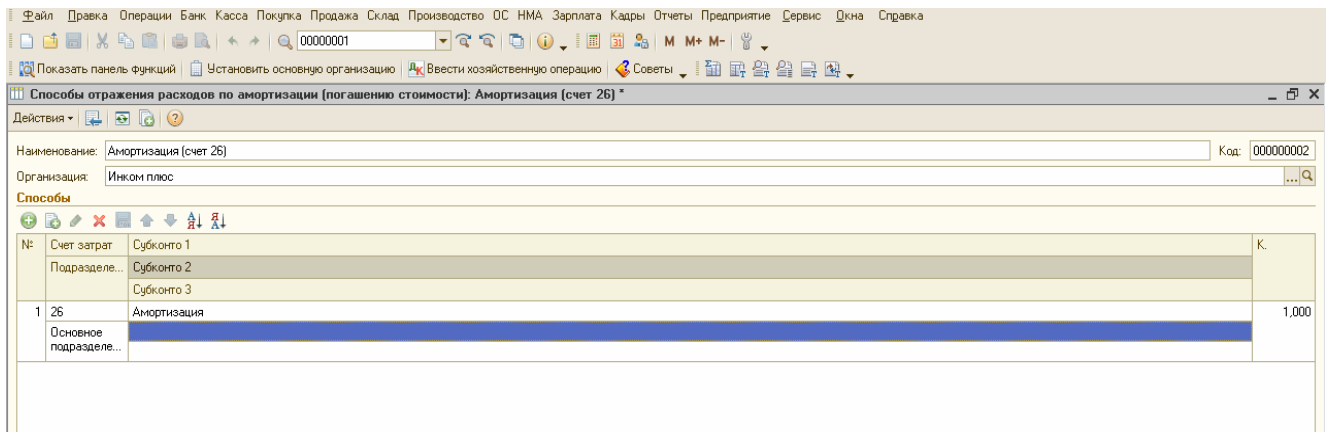 Файл Правка Операции Банк Касса Покупка Продажа Склад Производство ОС НМА Зарплата Кадры Отчеты Предприятие Сервис Окна Справка
00000001 M M+ M-
Показать панель функций Установить основную организацию Ввести хозяйственную операцию Советы
Способы отражения расходов по амортизации (погашению стоимости): Амортизация (счет 26) *
Действия
Наименование: Амортизация (счет 26) Код: 000000002
Организация: Инком плюс ...
Способы
№ Счет затрат Субконто 1 К.
Подразделе... Субконто 2
Субконто 3
1 26 Амортизация 1,000
Основное
подразделе...